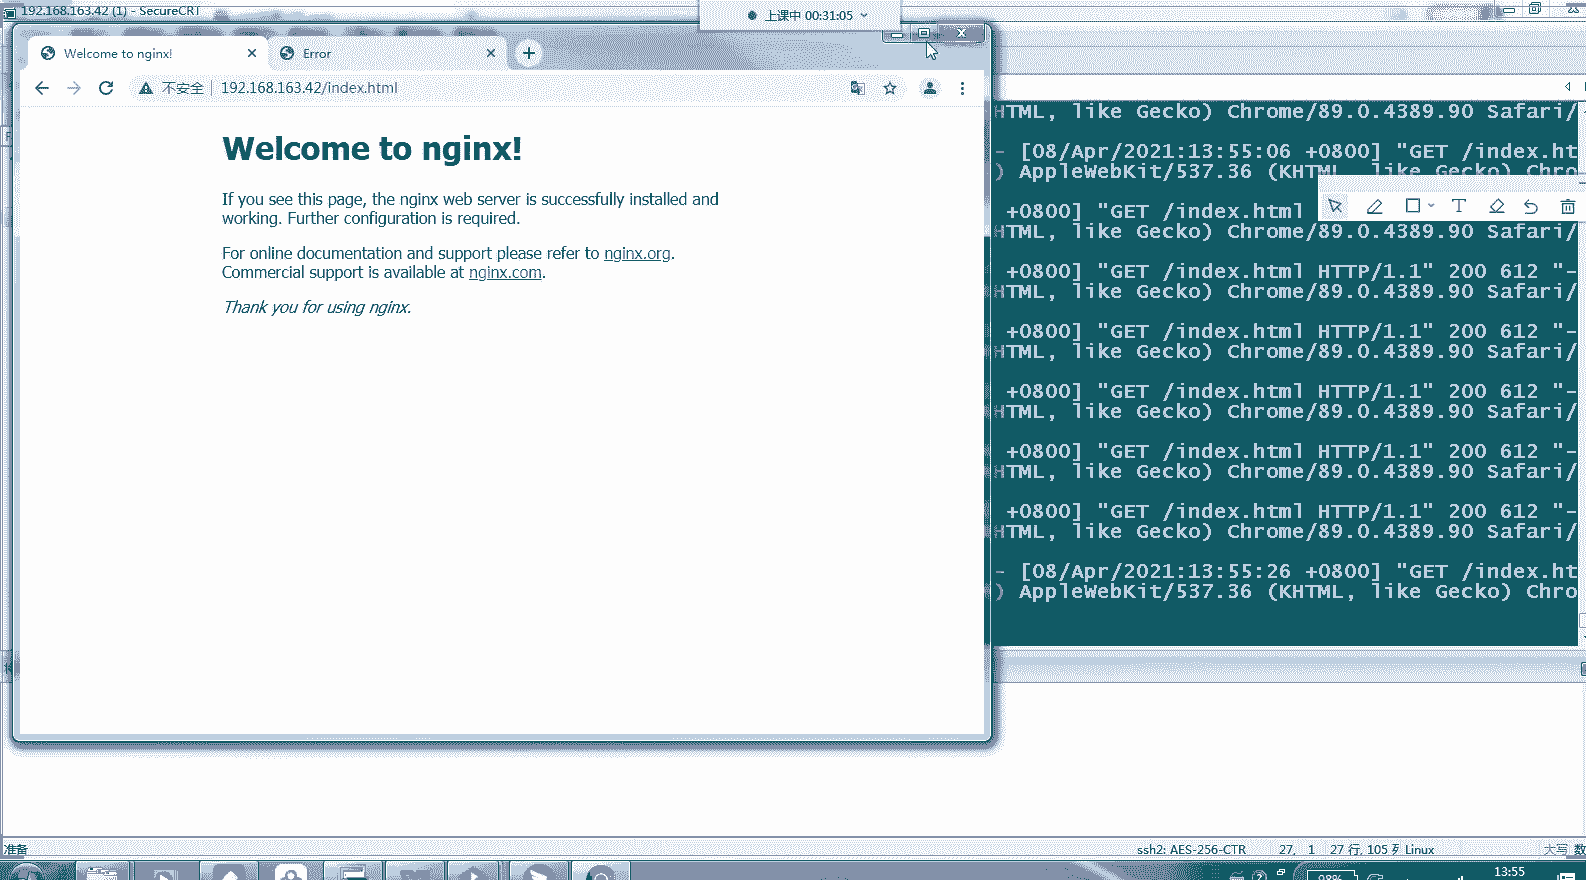 192.168.163.42 (1) - SecureCRT
上课中 00:31:05
Welcome to nginx!
Error
不安全
192.168.163.42/index.html
Welcome to nginx!
If you see this page, the nginx web server is successfully installed and
working. Further configuration is required.
For online documentation and support please refer to nginx.org.
Commercial support is available at nginx.com.
Thank you for using nginx.
HTML, like Gecko) Chrome/89.0.4389.90 Safari/
- [08/Apr/2021:13:55:06 +0800] "GET /index.ht
) AppleWebKit/537.36 (KHTML, like Gecko) Chro
+0800] "GET /index.html
HTML, like Gecko) Chrome/89.0.4389.90 Safari/
+0800] "GET /index.html HTTP/1.1" 200 612 "-
HTML, like Gecko) Chrome/89.0.4389.90 Safari/
+0800] "GET /index.html HTTP/1.1" 200 612 "-
HTML, like Gecko) Chrome/89.0.4389.90 Safari/
+0800] "GET /index.html HTTP/1.1" 200 612 "-
HTML, like Gecko) Chrome/89.0.4389.90 Safari/
+0800] "GET /index.html HTTP/1.1" 200 612 "-
HTML, like Gecko) Chrome/89.0.4389.90 Safari/
+0800] "GET /index.html HTTP/1.1" 200 612 "-
HTML, like Gecko) Chrome/89.0.4389.90 Safari/
- [08/Apr/2021:13:55:26 +0800] "GET /index.ht
) AppleWebKit/537.36 (KHTML, like Gecko) Chro
准备
ssh2: AES-256-CTR
27, 1
27 行, 105 列
Linux
大写 数
98%
13:55